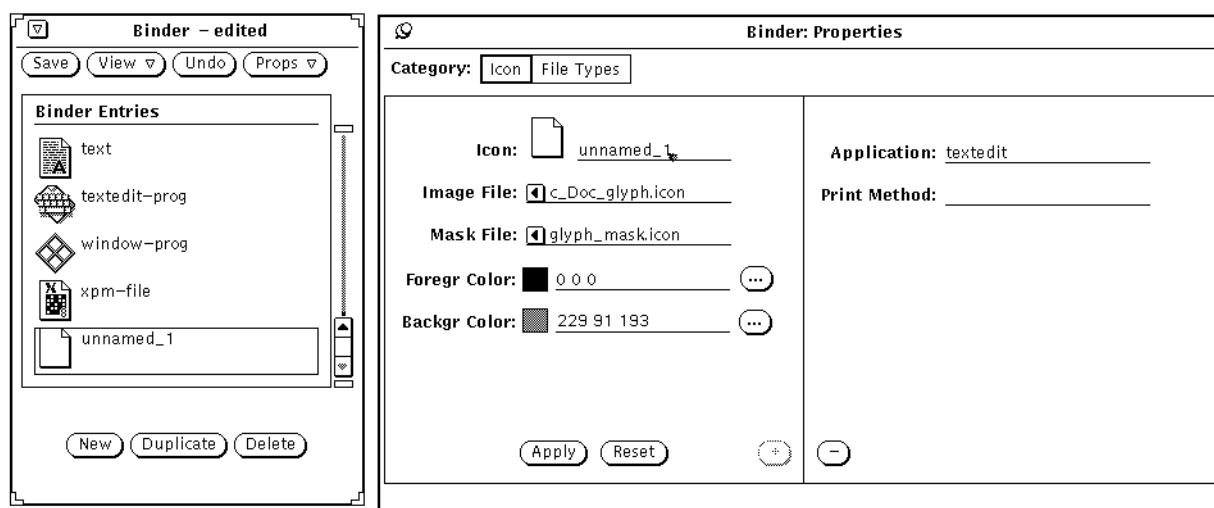 Binder – edited
Save View Undo Props
Binder Entries
text
textedit-prog
window-prog
xpm-file
unnamed_1
New Duplicate Delete
Binder: Properties
Category: Icon File Types
Icon: unnamed_1
Image File: c_Doc_glyph.icon
Mask File: glyph_mask.icon
Foregr Color: 0 0 0 ...
Backgr Color: 229 91 193 ...
Apply Reset +
Application: textedit
Print Method:
−